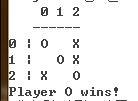 0 1 2
------
0 | O   X
1 |   O X
2 | X   O
Player O wins!